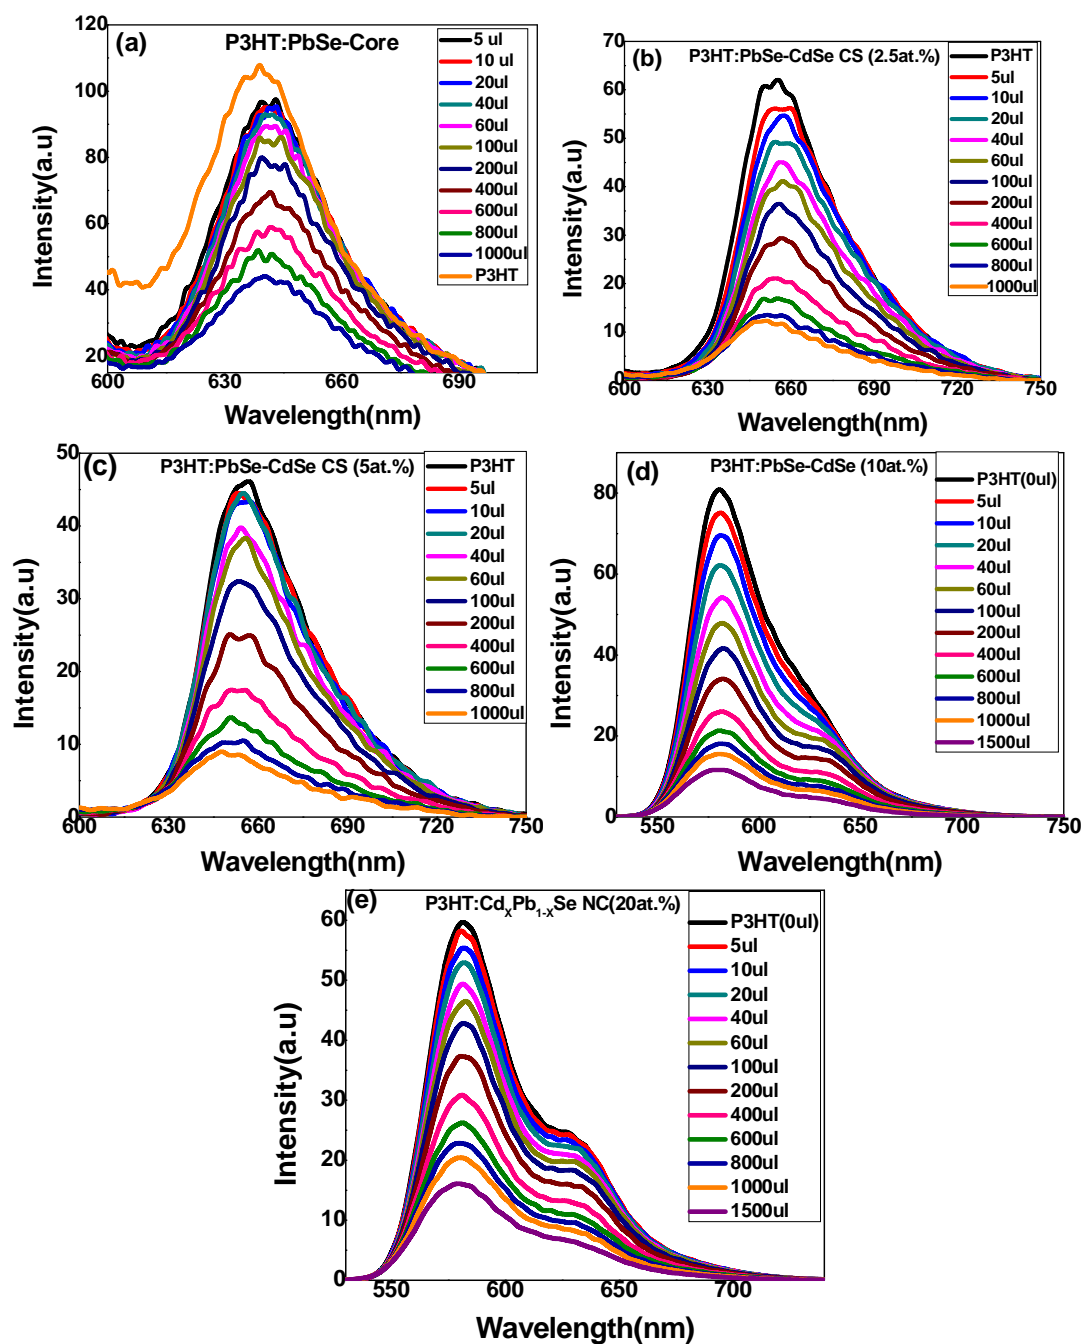 (a)
P3HT:PbSe-Core
5 ul
10 ul
20ul
40ul
60ul
100ul
200ul
400ul
600ul
800ul
1000ul
P3HT
120
100
80
60
40
20
600
630
660
690
Intensity(a.u)
Wavelength(nm)
(b)
P3HT:PbSe-CdSe CS (2.5at.%)
P3HT
5ul
10ul
20ul
40ul
60ul
100ul
200ul
400ul
600ul
800ul
1000ul
70
60
50
40
30
20
10
0
600
630
660
690
720
750
Intensity(a.u)
Wavelength(nm)
(c)
P3HT:PbSe-CdSe CS (5at.%)
P3HT
5ul
10ul
20ul
40ul
60ul
100ul
200ul
400ul
600ul
800ul
1000ul
50
40
30
20
10
0
600
630
660
690
720
750
Intensity(a.u)
Wavelength(nm)
(d)
P3HT:PbSe-CdSe (10at.%)
P3HT(0ul)
5ul
10ul
20ul
40ul
60ul
100ul
200ul
400ul
600ul
800ul
1000ul
1500ul
80
60
40
20
0
550
600
650
700
750
Intensity(a.u)
Wavelength(nm)
(e)
P3HT:CdxPb1-xSe NC(20at.%)
P3HT(0ul)
5ul
10ul
20ul
40ul
60ul
100ul
200ul
400ul
600ul
800ul
1000ul
1500ul
60
50
40
30
20
10
0
550
600
650
700
Intensity(a.u)
Wavelength(nm)